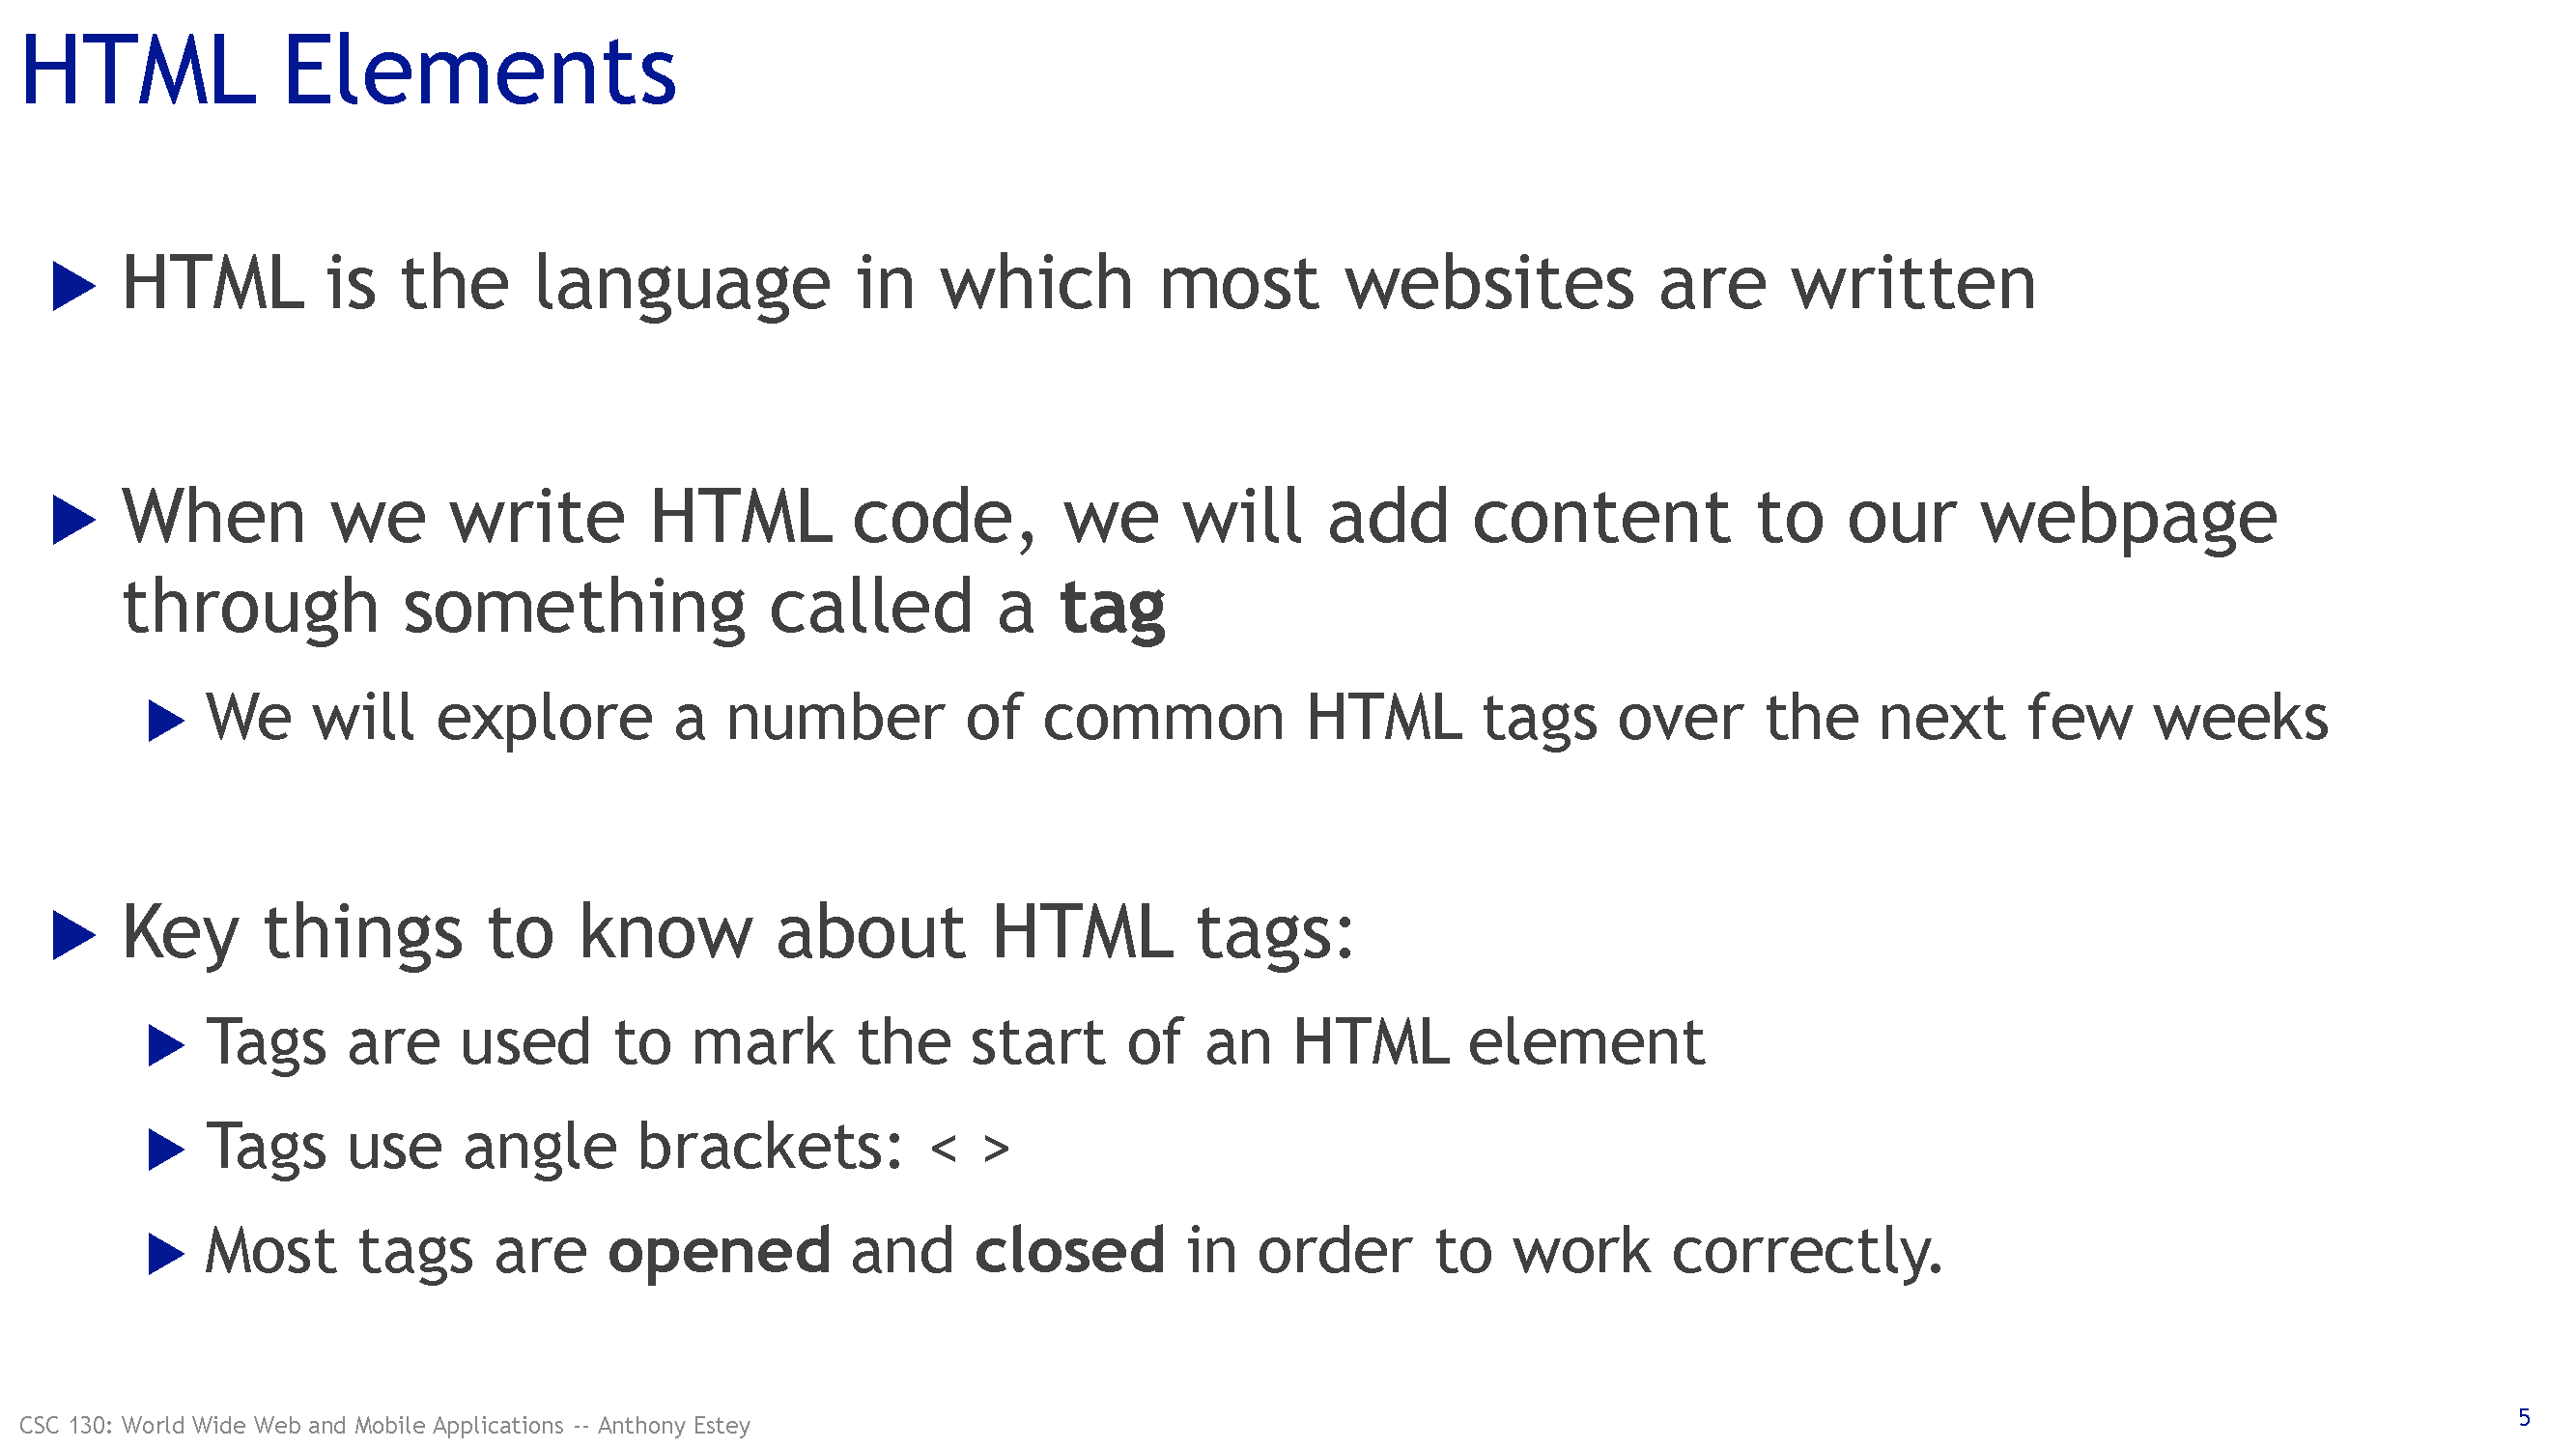 HTML Elements
HTML is the language in which most websites are written
When we write HTML code, we will add content to our webpage
through something called a tag
We will explore a number of common HTML tags over the next few weeks
Key things to know about HTML tags:
Tags are used to mark the start of an HTML element
Tags use angle brackets: < >
Most tags are opened and closed in order to work correctly.
CSC 130: World Wide Web and Mobile Applications -- Anthony Estey
5